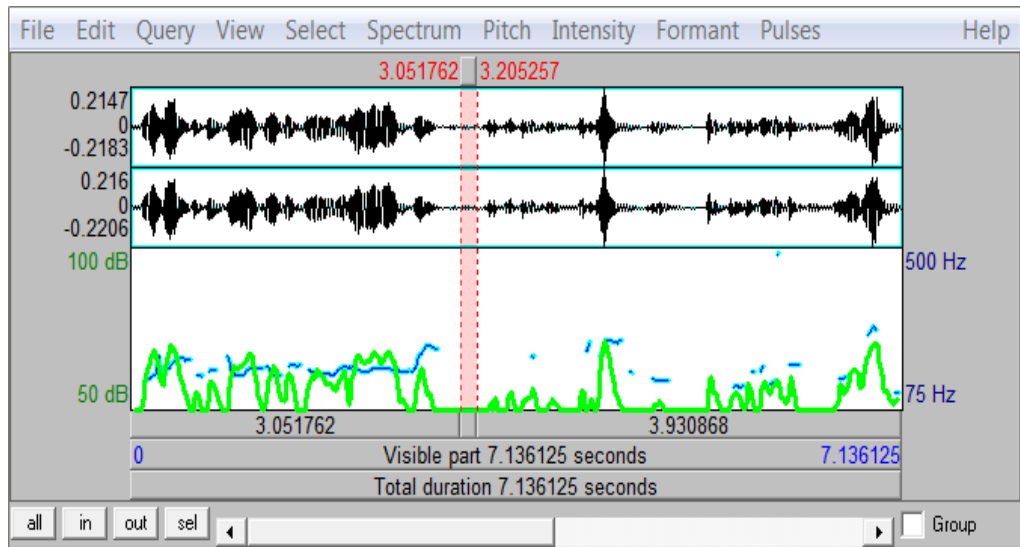 File Edit Query View Select Spectrum Pitch Intensity Formant Pulses Help
3.051762 3.205257
0.2147
0
-0.2183
0.216
0
-0.2206
100 dB 500 Hz
50 dB 75 Hz
3.051762 3.930868
0 Visible part 7.136125 seconds 7.136125
Total duration 7.136125 seconds
all in out sel Group